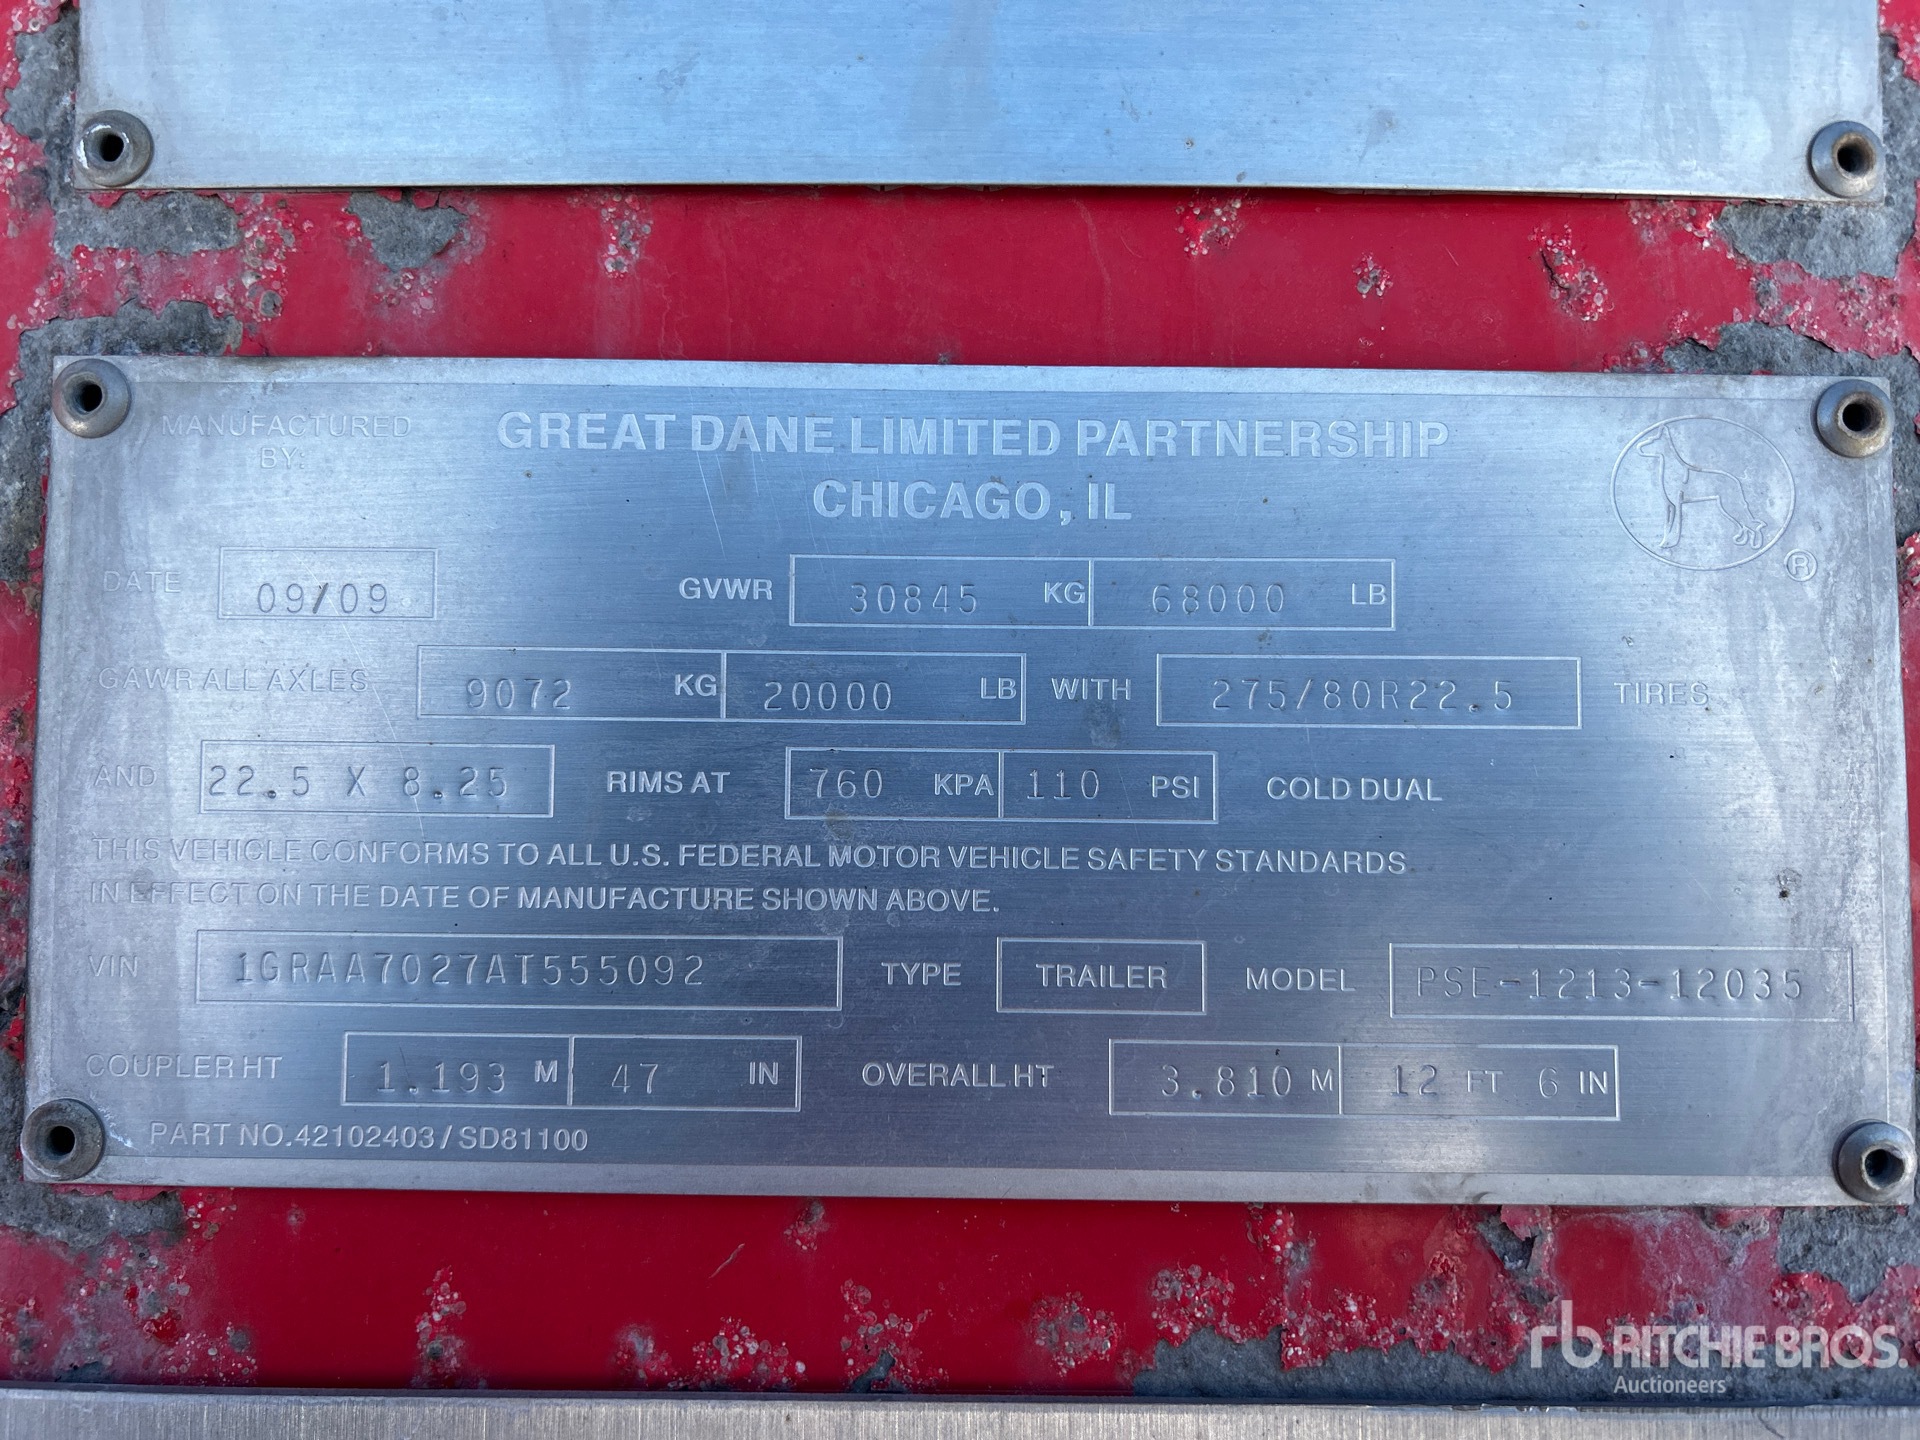 MANUFACTURED BY: GREAT DANE LIMITED PARTNERSHIP
CHICAGO, IL
®
DATE 09/09 GVWR 30845 KG 68000 LB
GAWR ALL AXLES 9072 KG 20000 LB WITH 275/80R22.5 TIRES
AND 22.5 X 8.25 RIMS AT 760 KPA 110 PSI COLD DUAL
THIS VEHICLE CONFORMS TO ALL U.S. FEDERAL MOTOR VEHICLE SAFETY STANDARDS
IN EFFECT ON THE DATE OF MANUFACTURE SHOWN ABOVE.
VIN 1GRAA7027AT555092 TYPE TRAILER MODEL PSE-1213-12035
COUPLER HT 1.193 M 47 IN OVERALL HT 3.810 M 12 FT 6 IN
PART NO.42102403/SD81100
rb RITCHIE BROS.
Auctioneers